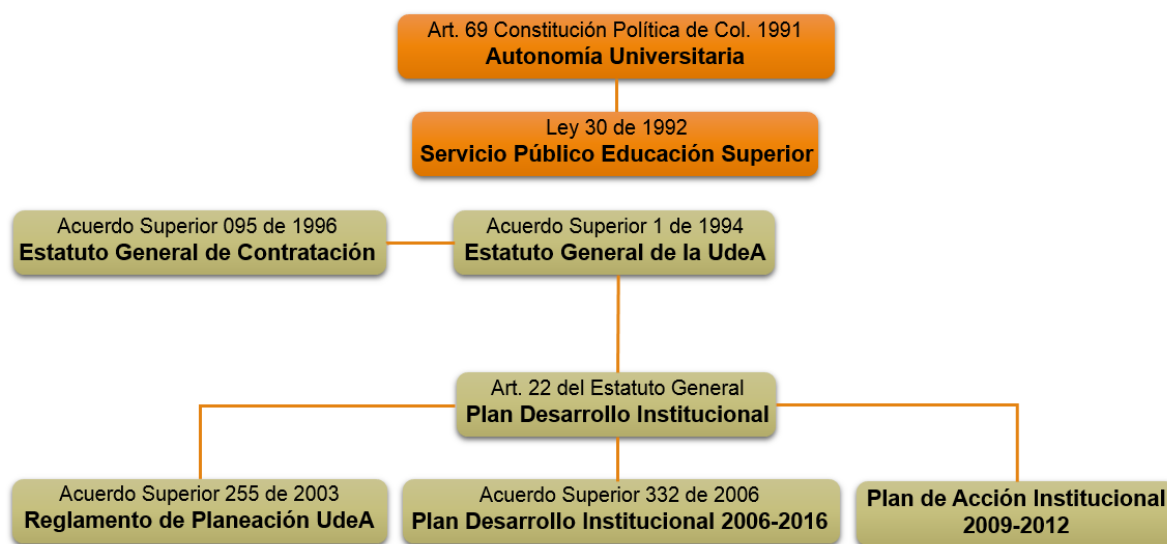 Art. 69 Constitución Política de Col. 1991
Autonomía Universitaria
Ley 30 de 1992
Servicio Público Educación Superior
Acuerdo Superior 095 de 1996
Estatuto General de Contratación
Acuerdo Superior 1 de 1994
Estatuto General de la UdeA
Art. 22 del Estatuto General
Plan Desarrollo Institucional
Acuerdo Superior 255 de 2003
Reglamento de Planeación UdeA
Acuerdo Superior 332 de 2006
Plan Desarrollo Institucional 2006-2016
Plan de Acción Institucional
2009-2012